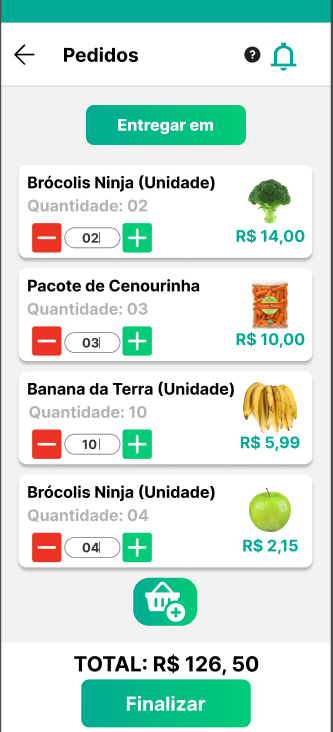 Pedidos
?
Entregar em
Brócolis Ninja (Unidade)
Quantidade: 02
02
R$ 14,00
Pacote de Cenourinha
Quantidade: 03
03
R$ 10,00
Banana da Terra (Unidade)
Quantidade: 10
10
R$ 5,99
Brócolis Ninja (Unidade)
Quantidade: 04
04
R$ 2,15
TOTAL: R$ 126, 50
Finalizar